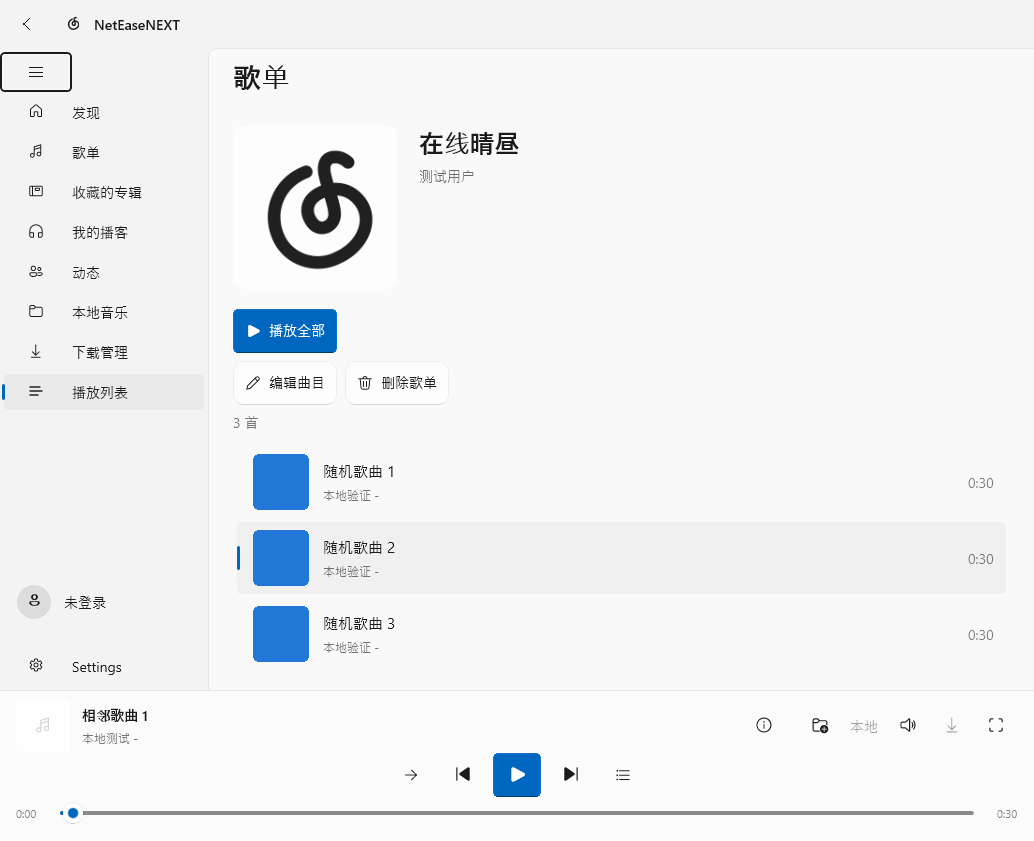 NetEaseNEXT
发现
歌单
收藏的专辑
我的播客
动态
本地音乐
下载管理
播放列表
未登录
Settings
歌单
在线晴昼
测试用户
播放全部
编辑曲目
删除歌单
3 首
随机歌曲 1
本地验证 -
0:30
随机歌曲 2
本地验证 -
0:30
随机歌曲 3
本地验证 -
0:30
相邻歌曲 1
本地测试 -
本地
0:00
0:30